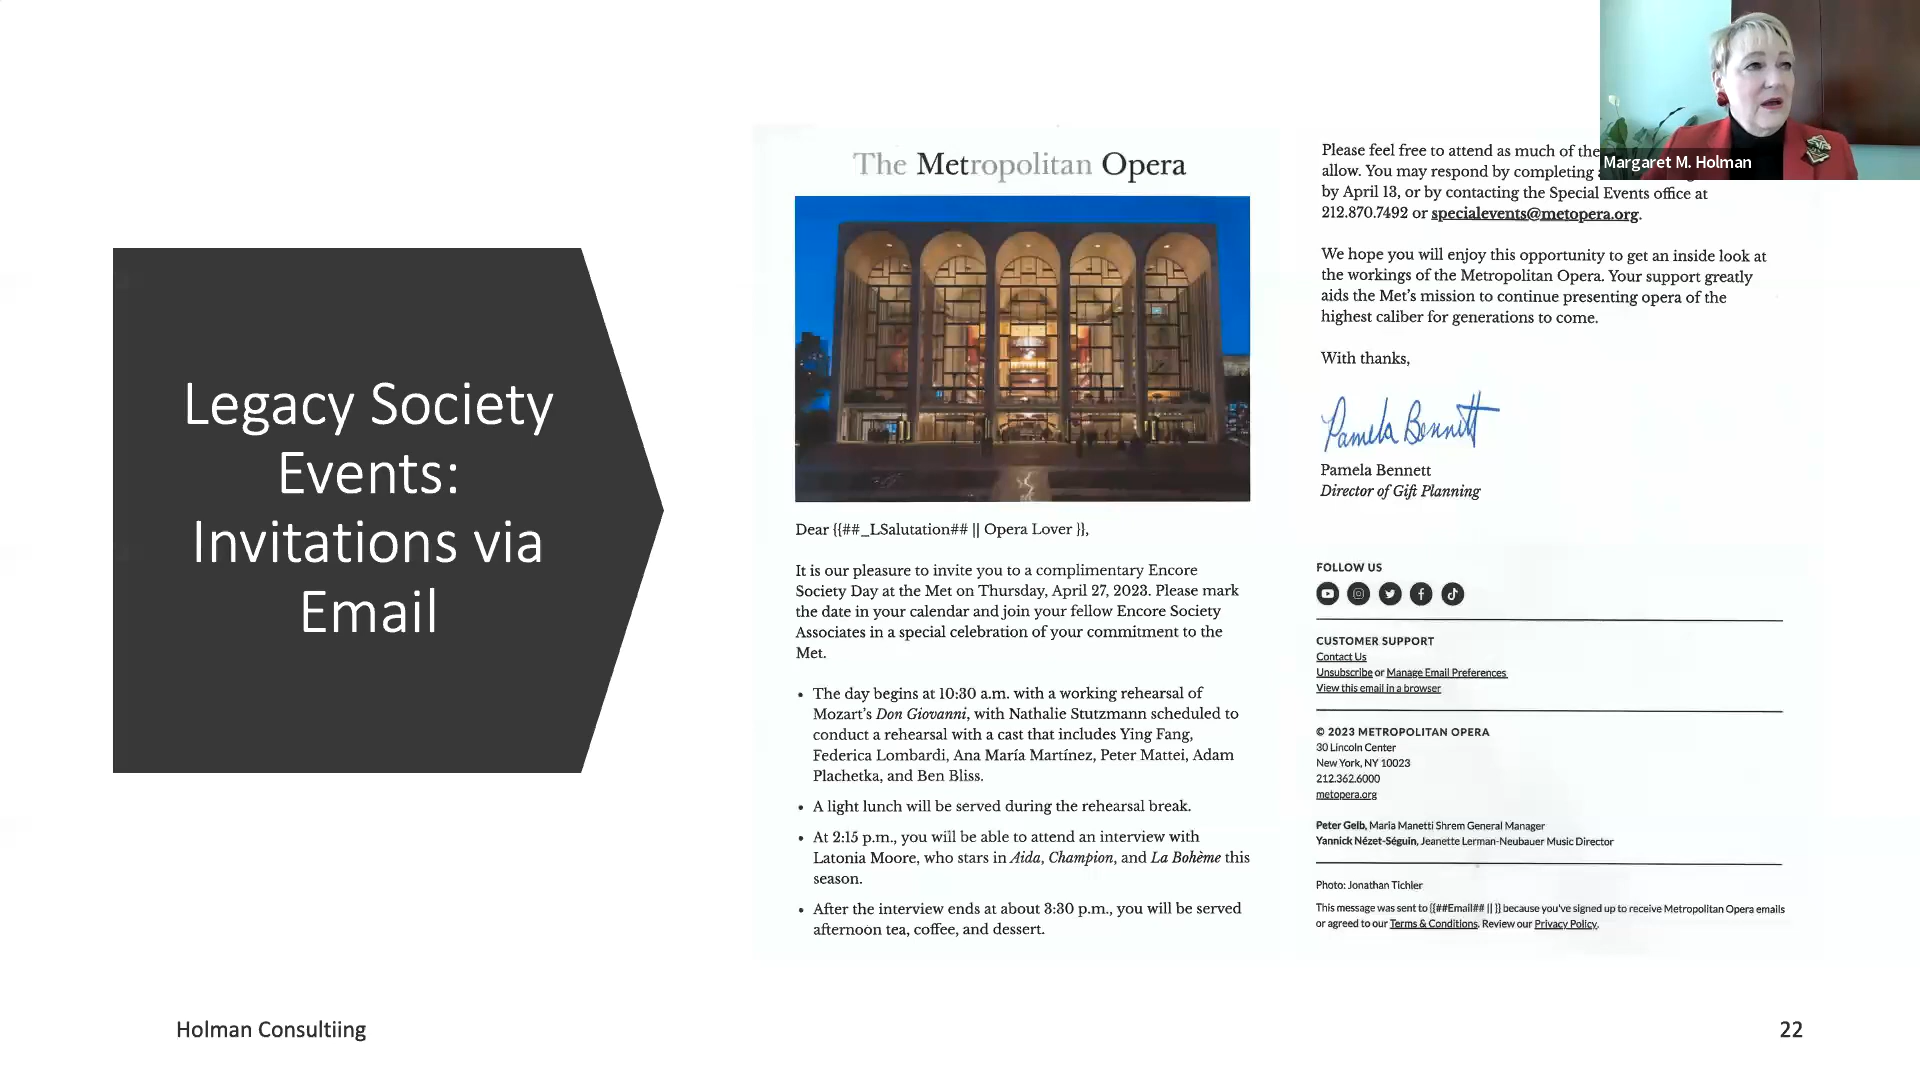 Legacy Society
Events:
Invitations via
Email
The Metropolitan Opera
Dear {{##_LSalutation## || Opera Lover }},
It is our pleasure to invite you to a complimentary Encore
Society Day at the Met on Thursday, April 27, 2023. Please mark
the date in your calendar and join your fellow Encore Society
Associates in a special celebration of your commitment to the
Met.
• The day begins at 10:30 a.m. with a working rehearsal of
Mozart's Don Giovanni, with Nathalie Stutzmann scheduled to
conduct a rehearsal with a cast that includes Ying Fang,
Federica Lombardi, Ana María Martínez, Peter Mattei, Adam
Plachetka, and Ben Bliss.
• A light lunch will be served during the rehearsal break.
• At 2:15 p.m., you will be able to attend an interview with
Latonia Moore, who stars in Aida, Champion, and La Bohème this
season.
• After the interview ends at about 3:30 p.m., you will be served
afternoon tea, coffee, and dessert.
Please feel free to attend as much of the
allow. You may respond by completing
by April 13, or by contacting the Special Events office at
212.870.7492 or specialevents@metopera.org.
We hope you will enjoy this opportunity to get an inside look at
the workings of the Metropolitan Opera. Your support greatly
aids the Met's mission to continue presenting opera of the
highest caliber for generations to come.
With thanks,
Pamela Bennett
Pamela Bennett
Director of Gift Planning
FOLLOW US
CUSTOMER SUPPORT
Contact Us
Unsubscribe or Manage Email Preferences
View this email in a browser
© 2023 METROPOLITAN OPERA
30 Lincoln Center
New York, NY 10023
212.362.6000
metopera.org
Peter Gelb, Maria Manetti Shrem General Manager
Yannick Nézet-Séguin, Jeanette Lerman-Neubauer Music Director
Photo: Jonathan Tichler
This message was sent to {{##Email## || }} because you've signed up to receive Metropolitan Opera emails
or agreed to our Terms & Conditions. Review our Privacy Policy.
Margaret M. Holman
Holman Consultiing
22